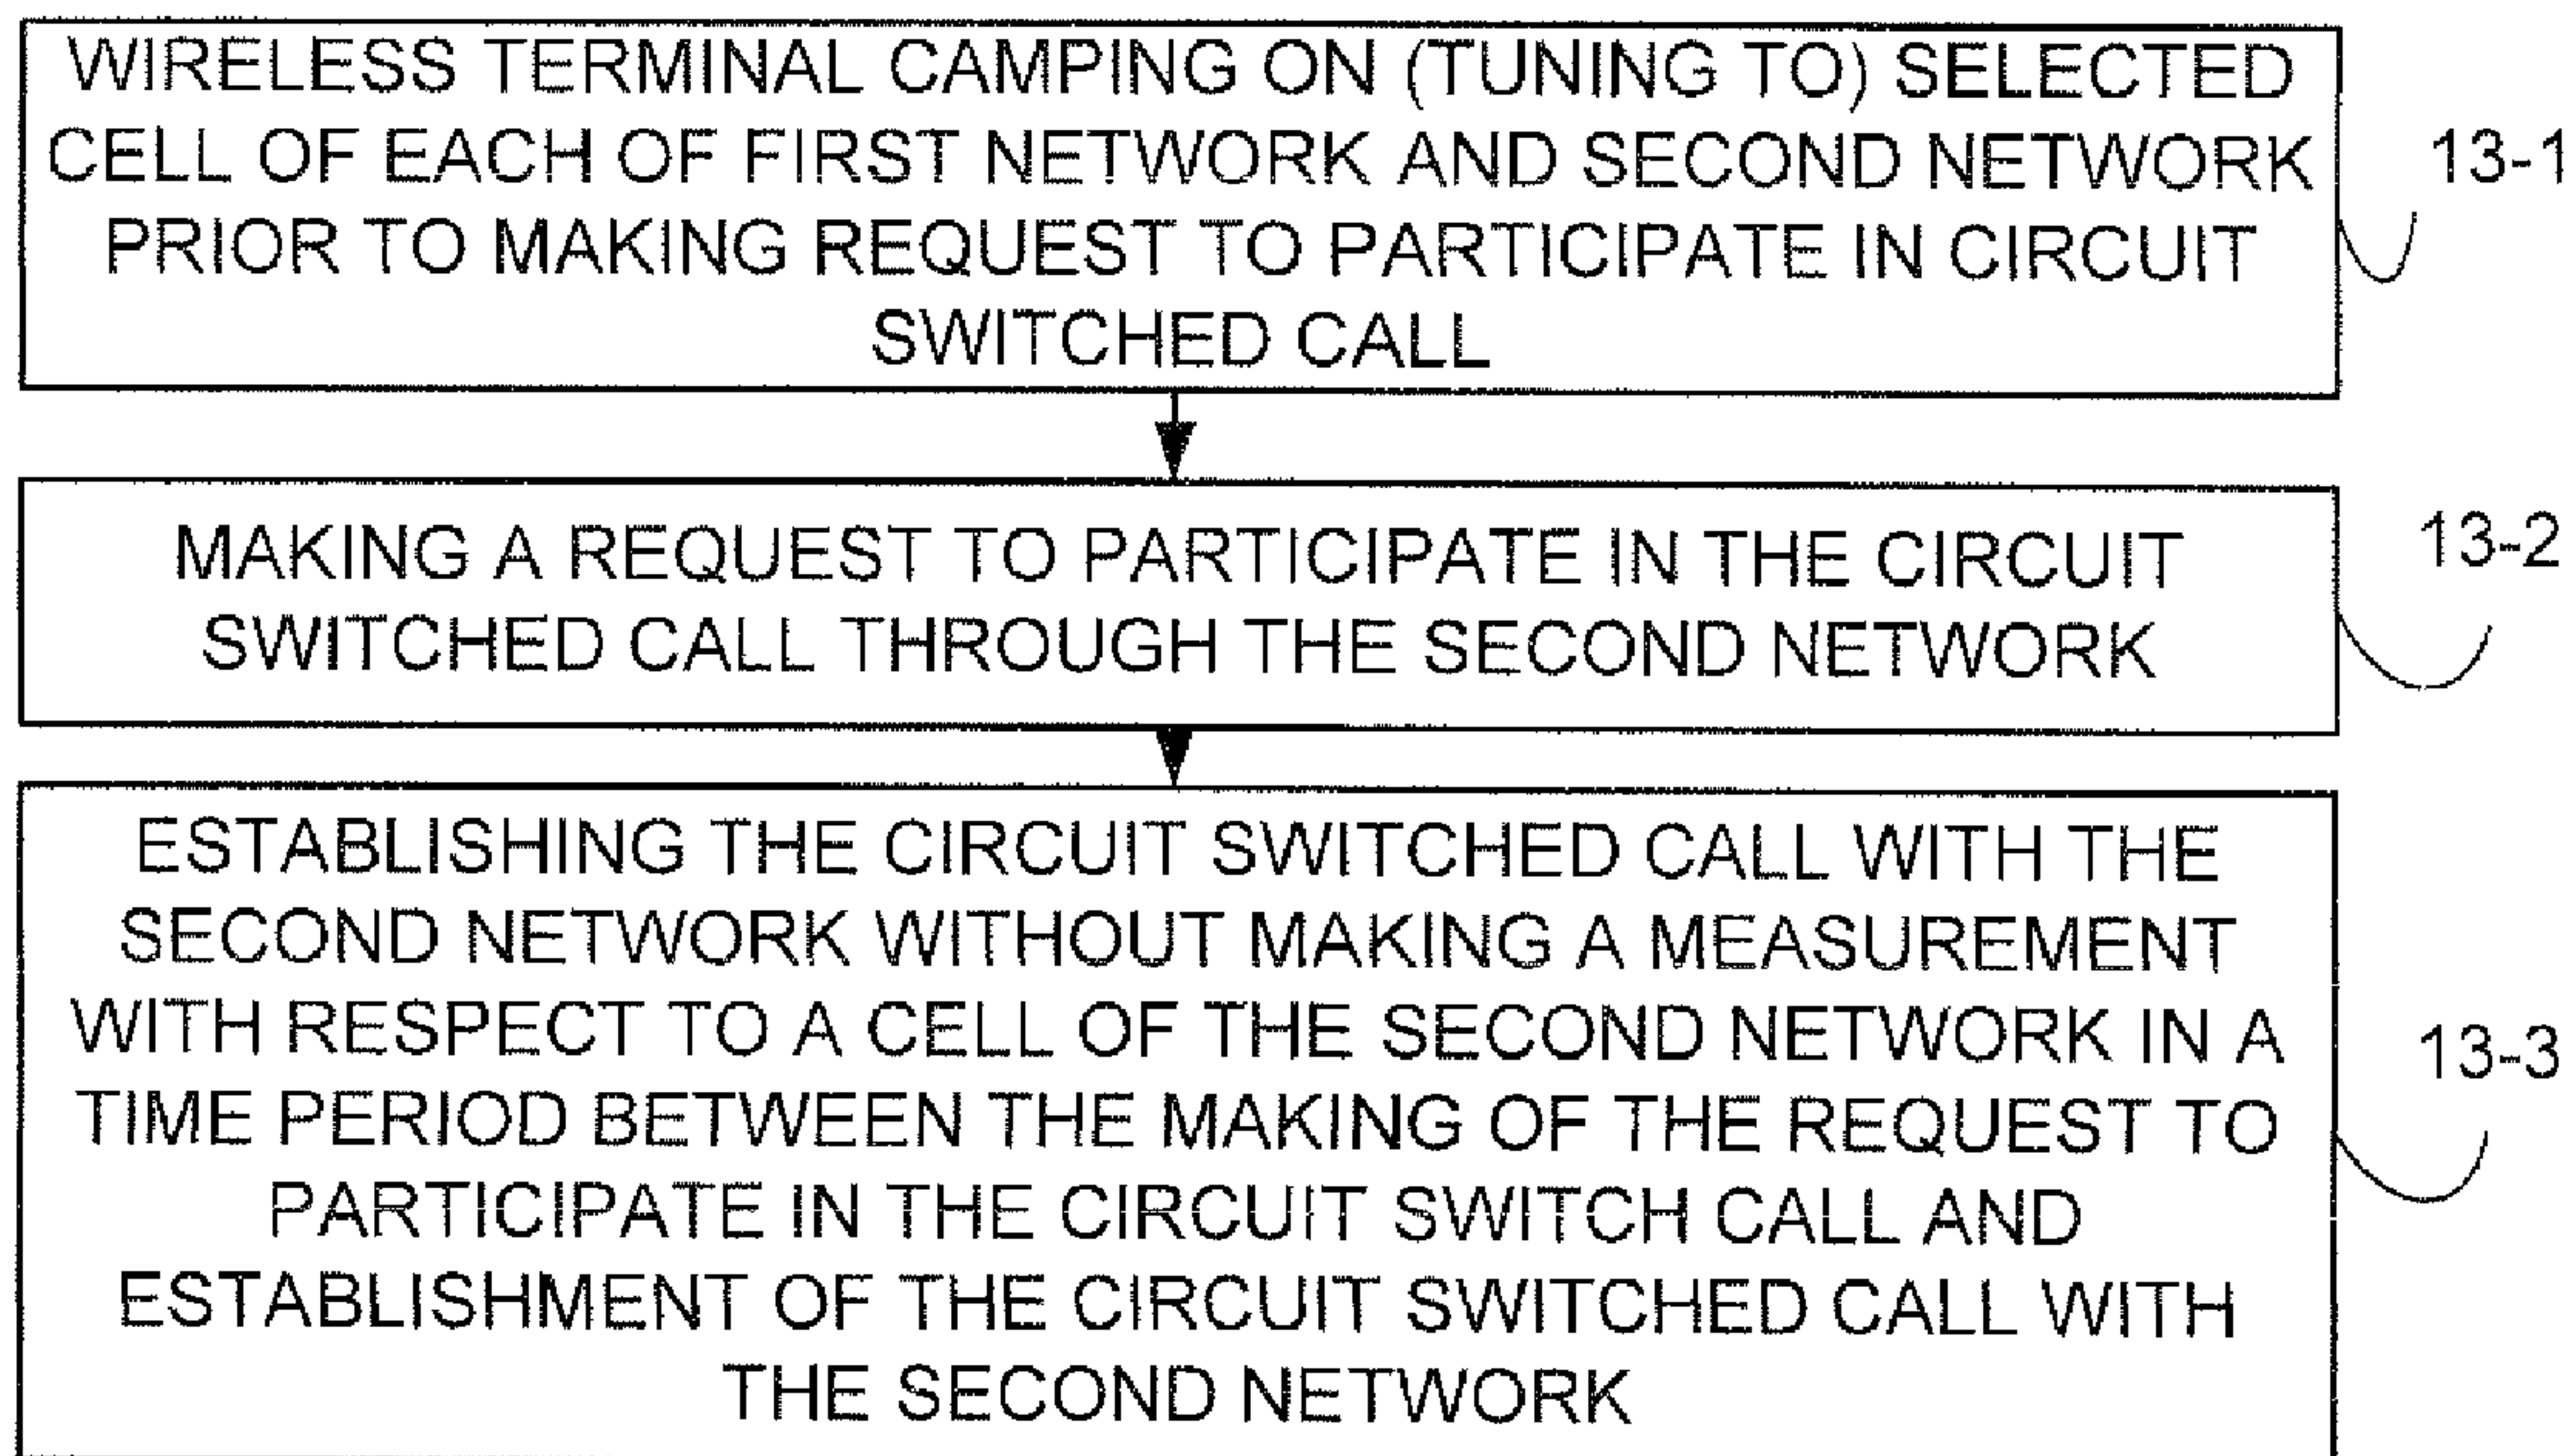 WIRELESS TERMINAL CAMPING ON (TUNING TO) SELECTED
CELL OF EACH OF FIRST NETWORK AND SECOND NETWORK
PRIOR TO MAKING REQUEST TO PARTICIPATE IN CIRCUIT
SWITCHED CALL
13-1
MAKING A REQUEST TO PARTICIPATE IN THE CIRCUIT
SWITCHED CALL THROUGH THE SECOND NETWORK
13-2
ESTABLISHING THE CIRCUIT SWITCHED CALL WITH THE
SECOND NETWORK WITHOUT MAKING A MEASUREMENT
WITH RESPECT TO A CELL OF THE SECOND NETWORK IN A
TIME PERIOD BETWEEN THE MAKING OF THE REQUEST TO
PARTICIPATE IN THE CIRCUIT SWITCH CALL AND
ESTABLISHMENT OF THE CIRCUIT SWITCHED CALL WITH
THE SECOND NETWORK
13-3